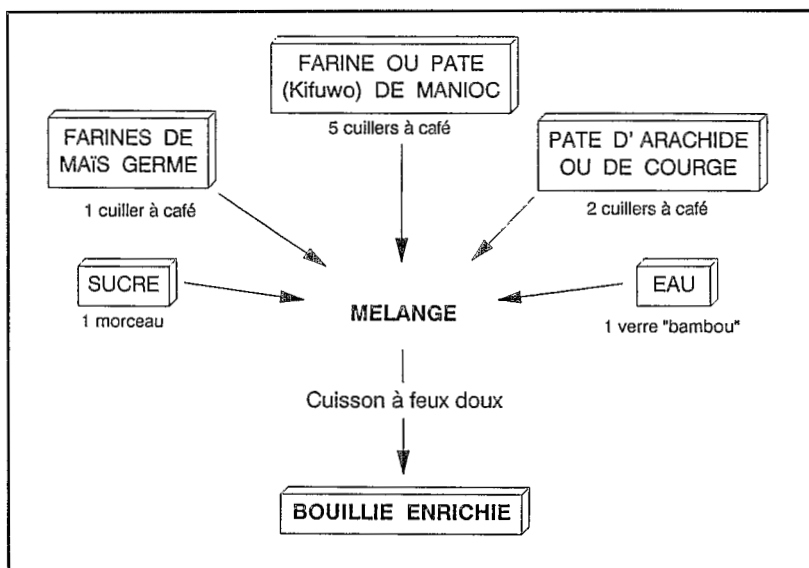 FARINE OU PATE
(Kifuwo) DE MANIOC
5 cuillers à café
FARINES DE
MAïS GERME
1 cuiller à café
PATE D'ARACHIDE
OU DE COURGE
2 cuillers à café
SUCRE
1 morceau
MELANGE
EAU
1 verre "bambou"
Cuisson à feux doux
BOUILLIE ENRICHIE